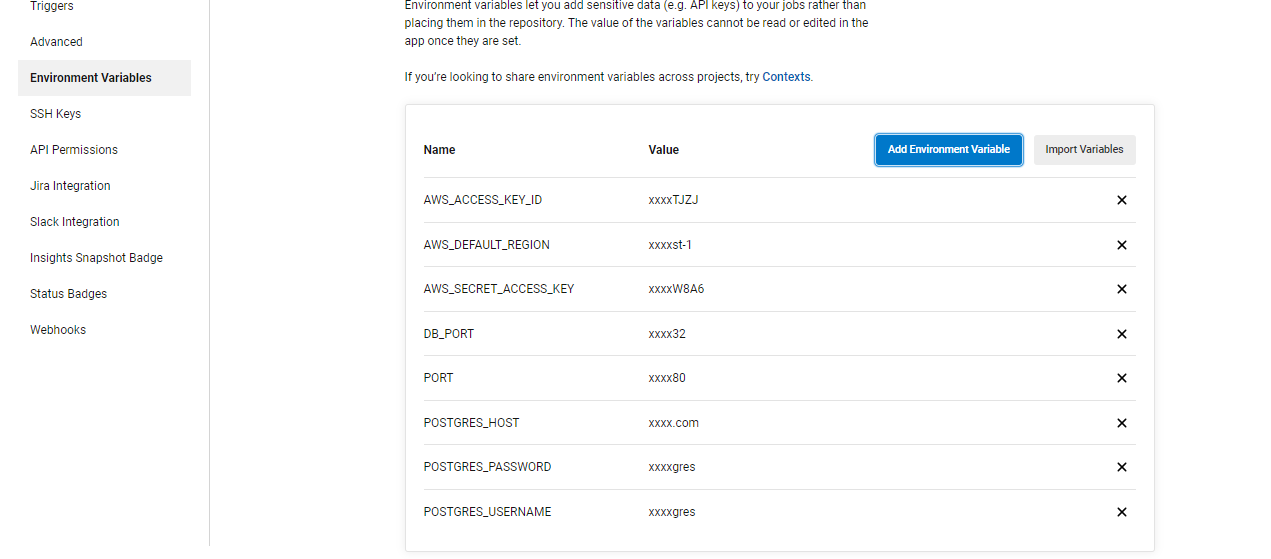 Triggers
Advanced
Environment Variables
SSH Keys
API Permissions
Jira Integration
Slack Integration
Insights Snapshot Badge
Status Badges
Webhooks
Environment variables let you add sensitive data (e.g. API keys) to your jobs rather than
placing them in the repository. The value of the variables cannot be read or edited in the
app once they are set.
If you're looking to share environment variables across projects, try Contexts.
Name Value Add Environment Variable Import Variables
AWS_ACCESS_KEY_ID xxxxTJZJ
AWS_DEFAULT_REGION xxxxst-1
AWS_SECRET_ACCESS_KEY xxxxW8A6
DB_PORT xxxx32
PORT xxxx80
POSTGRES_HOST xxxx.com
POSTGRES_PASSWORD xxxxgres
POSTGRES_USERNAME xxxxgres